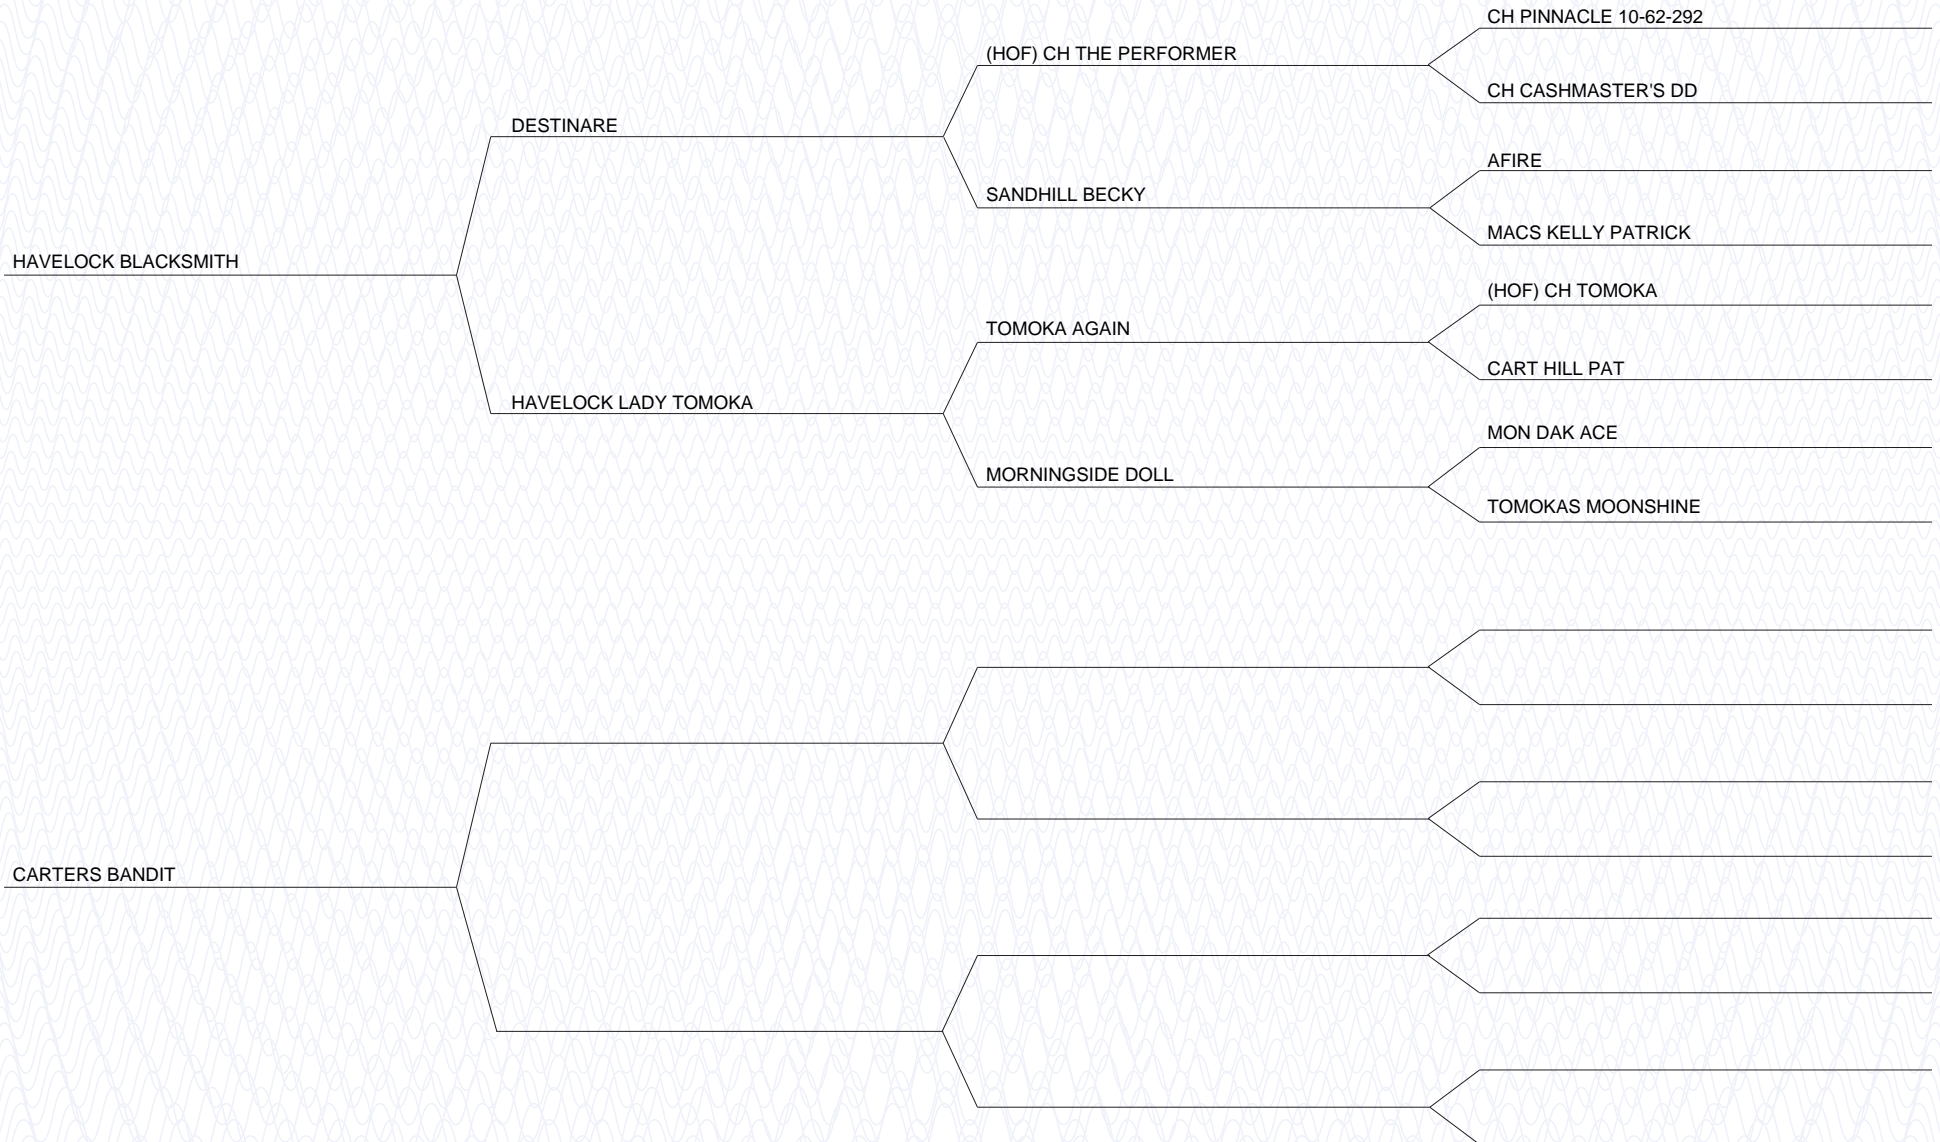 CH PINNACLE 10-62-292
(HOF) CH THE PERFORMER
CH CASHMASTER'S DD
DESTINARE
AFIRE
SANDHILL BECKY
MACS KELLY PATRICK
HAVELOCK BLACKSMITH
(HOF) CH TOMOKA
TOMOKA AGAIN
CART HILL PAT
HAVELOCK LADY TOMOKA
MON DAK ACE
MORNINGSIDE DOLL
TOMOKAS MOONSHINE
CARTERS BANDIT